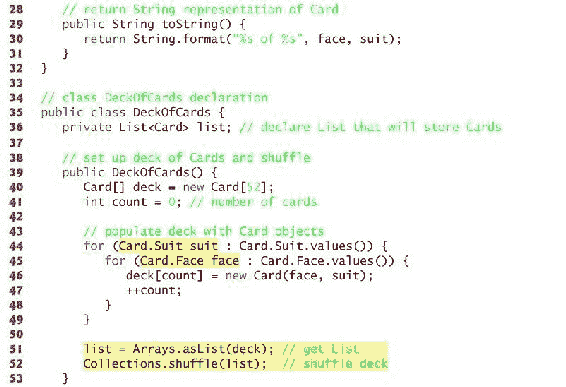 28 // return String representation of Card
29 public String toString() {
30 return String.format("%s of %s", face, suit);
31 }
32 }
33
34 // class DeckOfCards declaration
35 public class DeckOfCards {
36 private List<Card> list; // declare List that will store Cards
37
38 // set up deck of Cards and shuffle
39 public DeckOfCards() {
40 Card[] deck = new Card[52];
41 int count = 0; // number of cards
42
43 // populate deck with Card objects
44 for (Card.Suit suit : Card.Suit.values()) {
45 for (Card.Face face : Card.Face.values()) {
46 deck[count] = new Card(face, suit);
47 ++count;
48 }
49 }
50
51 list = Arrays.asList(deck); // get List
52 Collections.shuffle(list); // shuffle deck
53 }